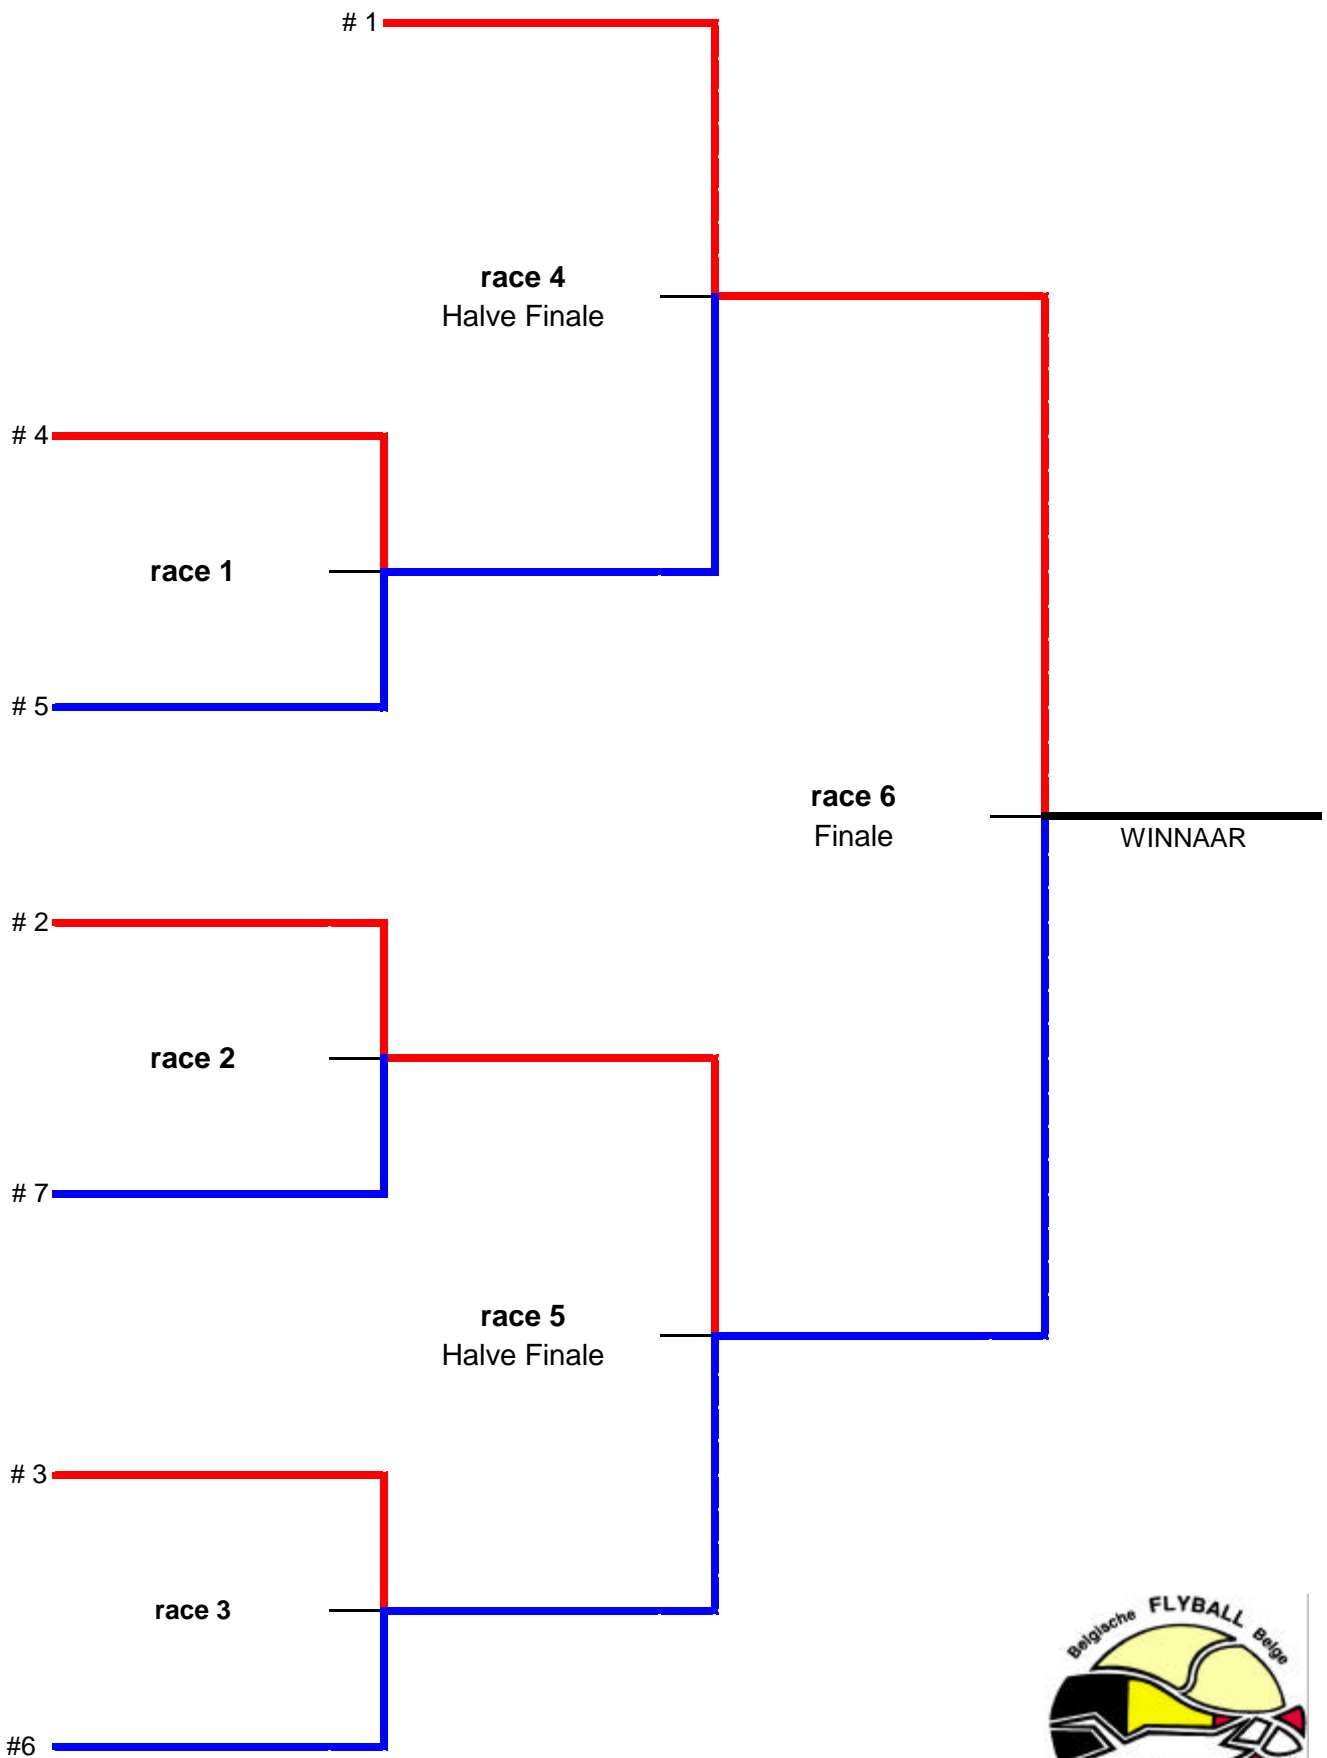 # 1
race 4
Halve Finale
# 4
race 1
# 5
race 6
Finale
WINNAAR
# 2
race 2
# 7
race 5
Halve Finale
# 3
race 3
#6
Belgische FLYBALL Belge